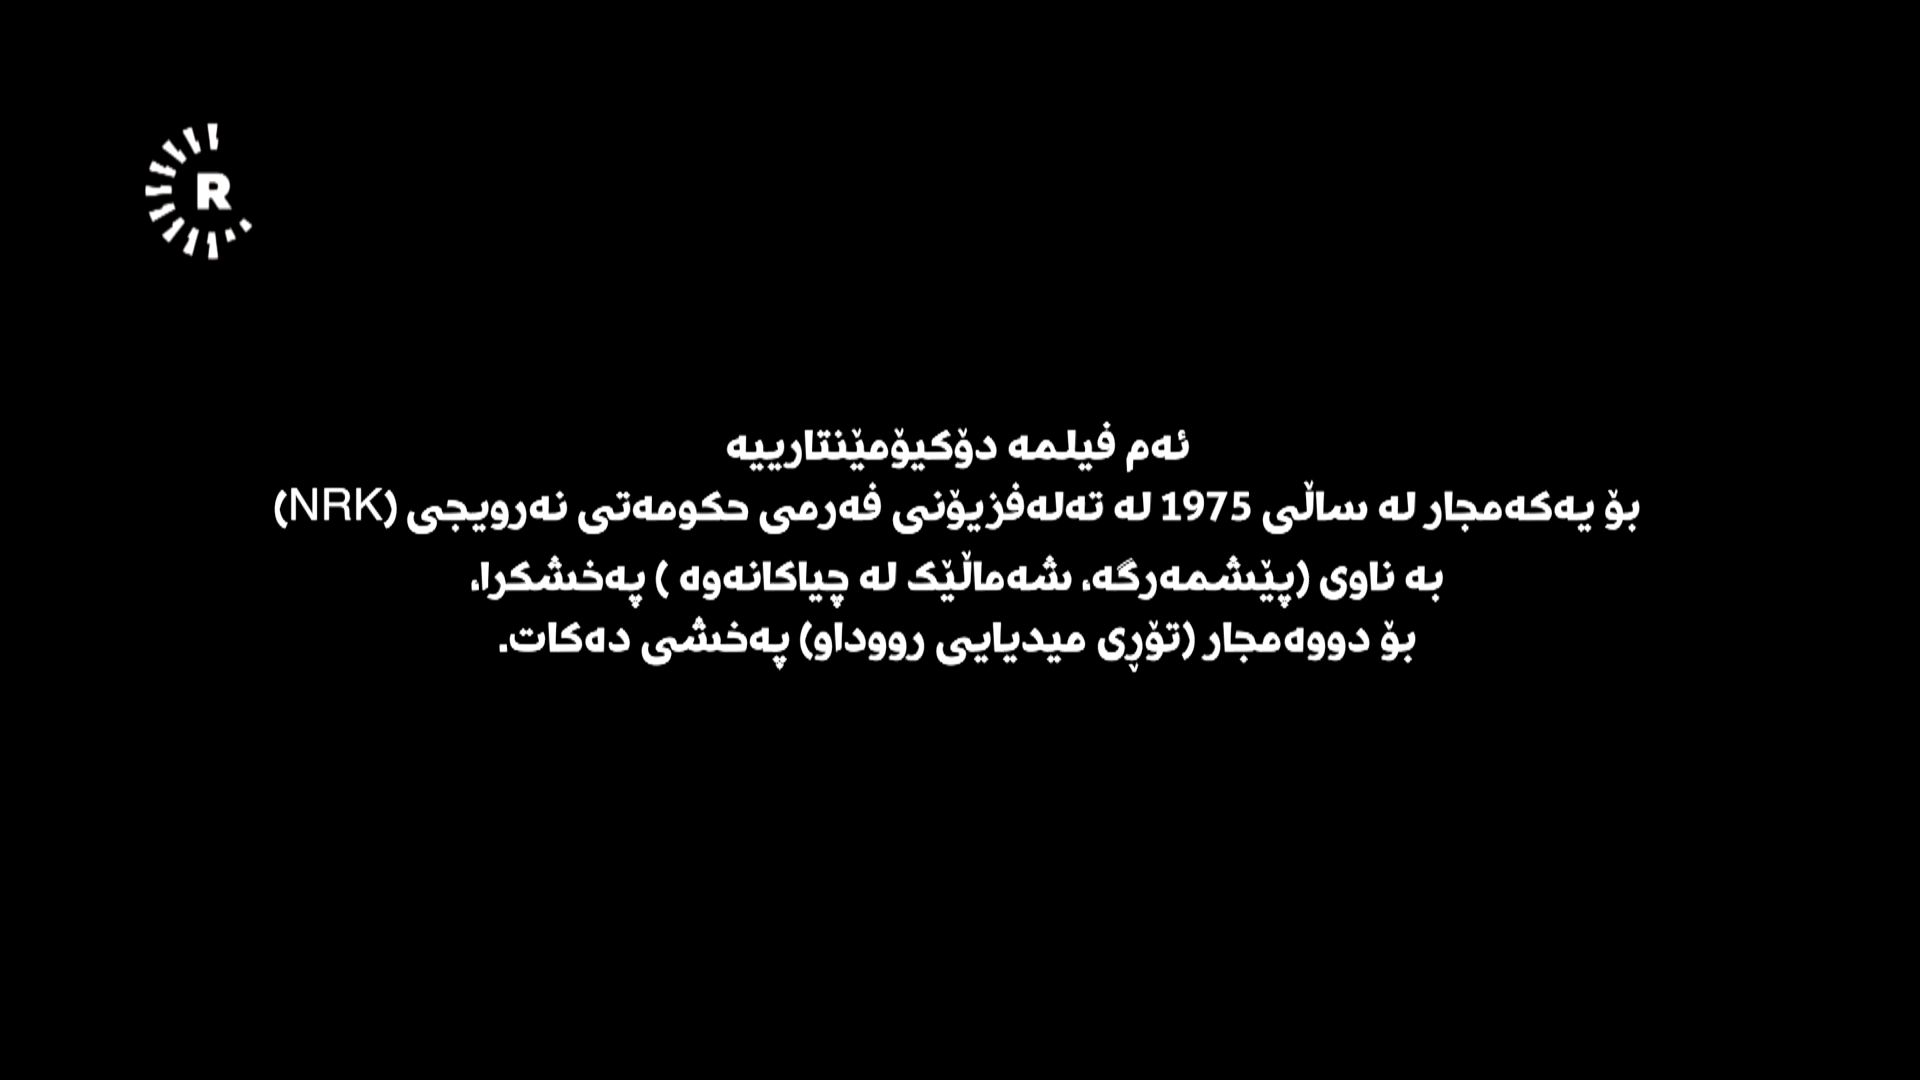 R
ئەم فیلمە دۆکیۆمێنتارییە
بۆ یەکەمجار لە ساڵی 1975 لە تەلەفزیۆنی فەرمی حکومەتی نەرویجی (NRK)
بە ناوی (پێشمەرگە، شەماڵێک لە چیاکانەوە ) پەخشکرا،
بۆ دووەمجار (تۆڕی میدیایی رووداو) پەخشی دەکات.